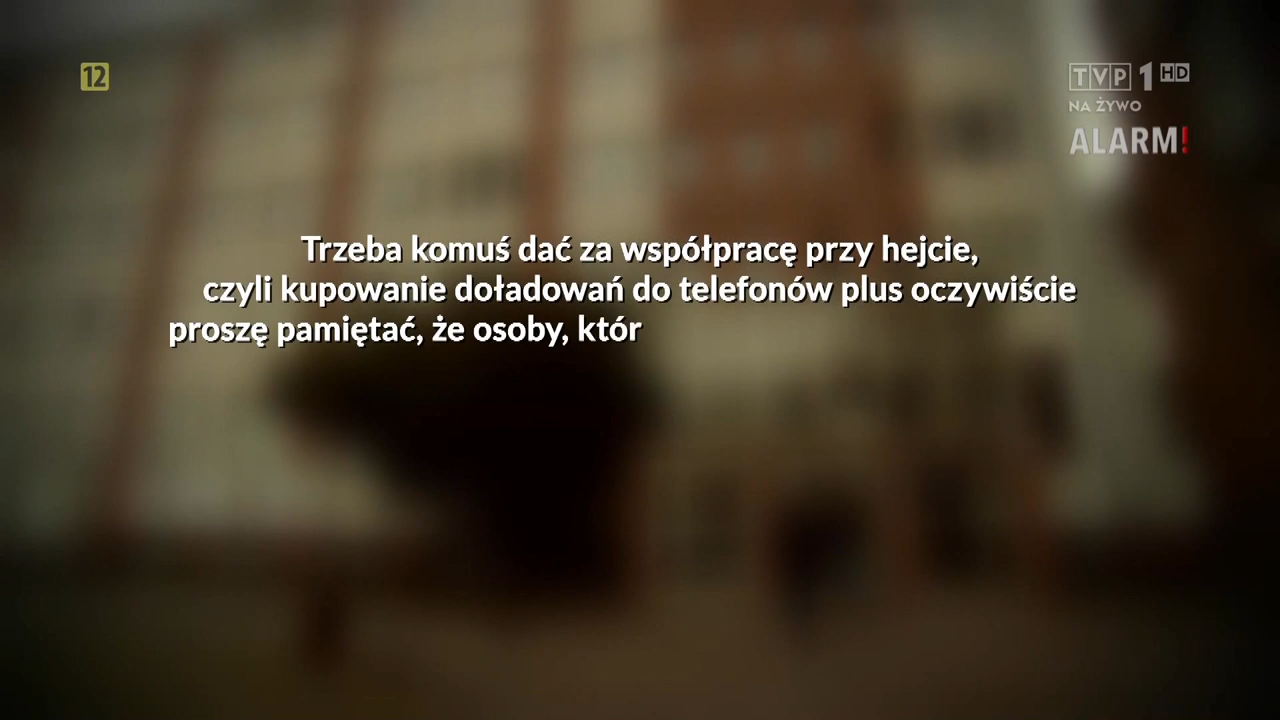 12
TVP 1 HD
NA ŻYWO
ALARM!
Trzeba komuś dać za współpracę przy hejcie,
czyli kupowanie doładowań do telefonów plus oczywiście
proszę pamiętać, że osoby, któr